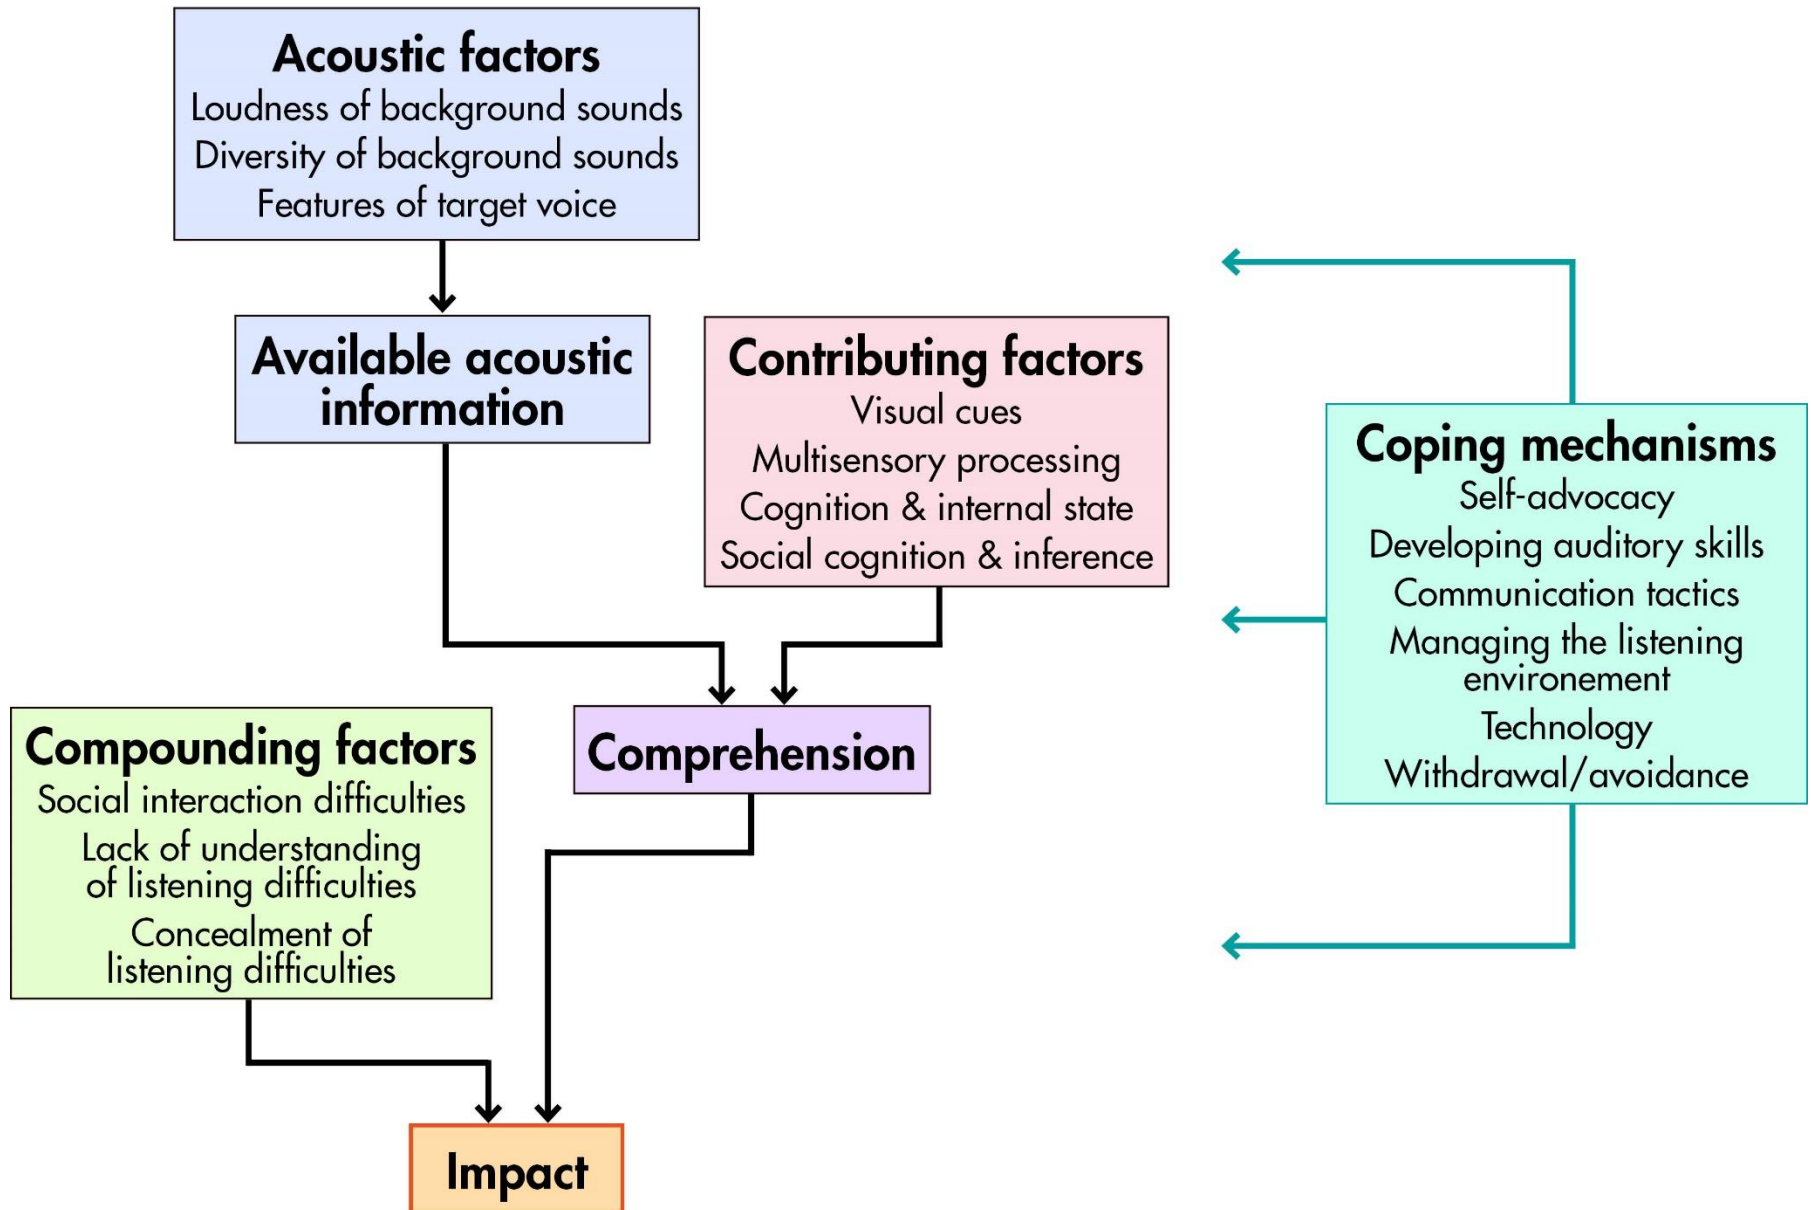 Acoustic factors
Loudness of background sounds
Diversity of background sounds
Features of target voice
Available acoustic
information
Contributing factors
Visual cues
Multisensory processing
Cognition & internal state
Social cognition & inference
Coping mechanisms
Self-advocacy
Developing auditory skills
Communication tactics
Managing the listening
environement
Technology
Withdrawal/avoidance
Compounding factors
Social interaction difficulties
Lack of understanding
of listening difficulties
Concealment of
listening difficulties
Comprehension
Impact